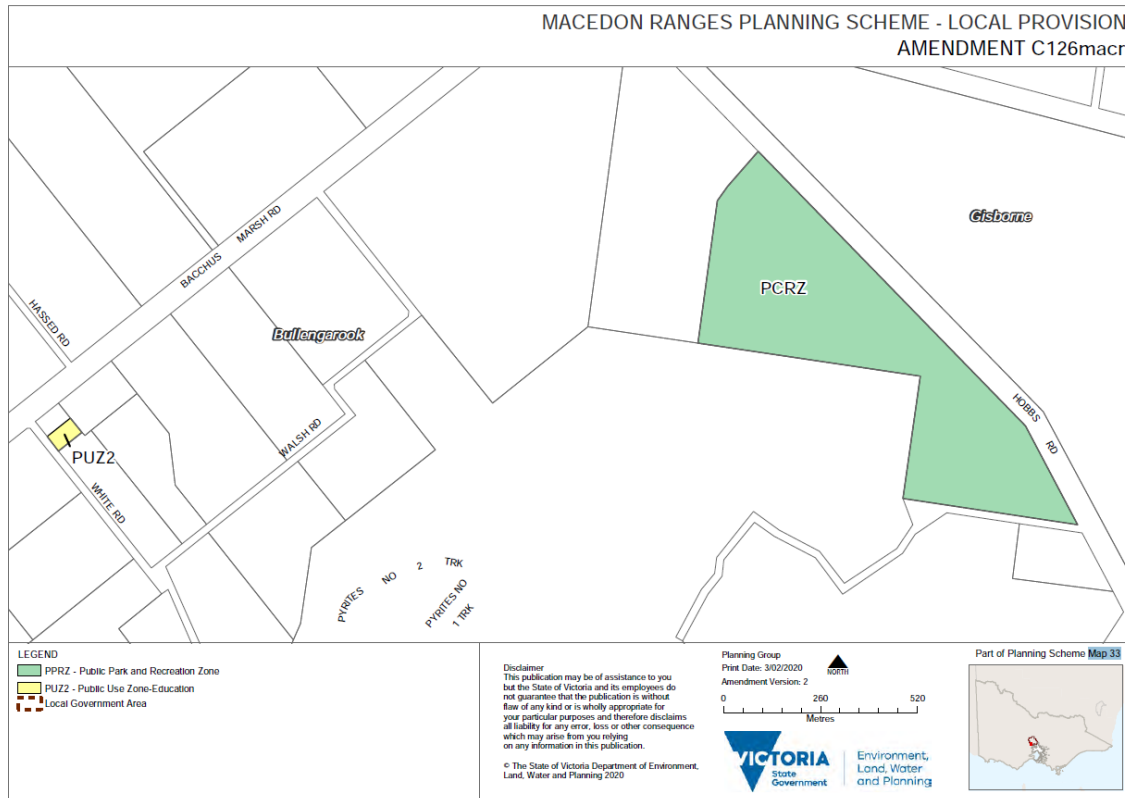 MACEDON RANGES PLANNING SCHEME - LOCAL PROVISION
AMENDMENT C126macr
Gisborne
MARSH RD
BACCHUS
PCRZ
HASSED RD
Bullengarook
HOBBS
RD
WALSH RD
PUZ2
WHITE RD
PYRITES NO 2 TRK
PYRITES NO
1 TRK
LEGEND
PPRZ - Public Park and Recreation Zone
PUZ2 - Public Use Zone-Education
Local Government Area
Disclaimer
This publication may be of assistance to you
but the State of Victoria and its employees do
not guarantee that the publication is without
flaw of any kind or is wholly appropriate for
your particular purposes and therefore disclaims
all liability for any error, loss or other consequence
which may arise from you relying
on any information in this publication.
© The State of Victoria Department of Environment,
Land, Water and Planning 2020
Planning Group
Print Date: 3/02/2020
Amendment Version: 2
NORTH
0 260 520
Metres
VICTORIA
State
Government
Environment,
Land, Water
and Planning
Part of Planning Scheme Map 33